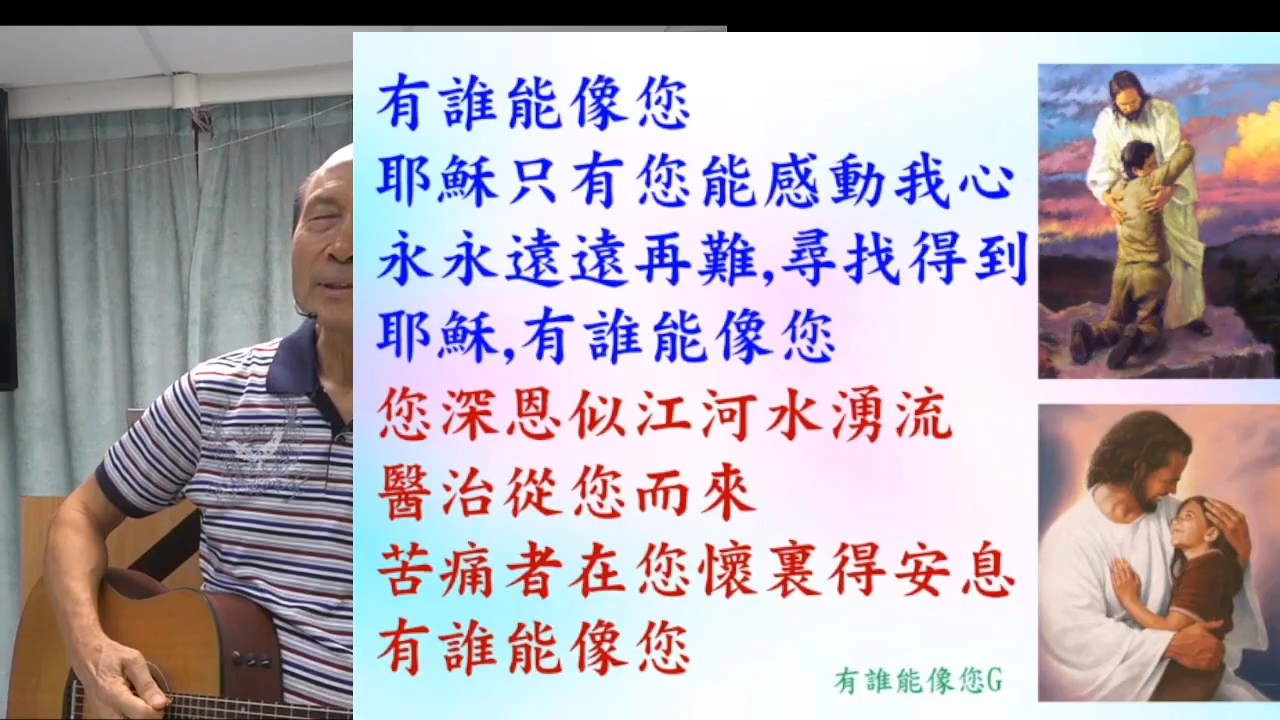 有誰能像您
耶穌只有您能感動我心
永永遠遠再難,尋找得到
耶穌,有誰能像您
您深恩似江河水湧流
醫治從您而來
苦痛者在您懷裏得安息
有誰能像您
有誰能像您G